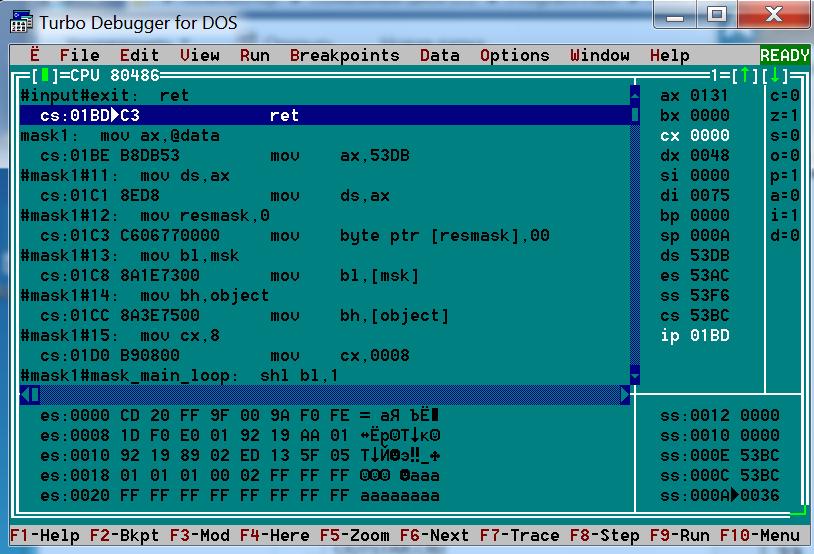 Turbo Debugger for DOS
Ë File Edit View Run Breakpoints Data Options Window Help READY
[▮]=CPU 80486 1=[↑][↓]
#input#exit: ret
cs:01BD▶C3 ret
mask1: mov ax,@data
cs:01BE B8DB53 mov ax,53DB
#mask1#11: mov ds,ax
cs:01C1 8ED8 mov ds,ax
#mask1#12: mov resmask,0
cs:01C3 C606770000 mov byte ptr [resmask],00
#mask1#13: mov bl,msk
cs:01C8 8A1E7300 mov bl,[msk]
#mask1#14: mov bh,object
cs:01CC 8A3E7500 mov bh,[object]
#mask1#15: mov cx,8
cs:01D0 B90800 mov cx,0008
#mask1#mask_main_loop: shl bl,1
ax 0131 c=0
bx 0000 z=1
cx 0000 s=0
dx 0048 o=0
si 0000 p=1
di 0075 a=0
bp 0000 i=1
sp 000A d=0
ds 53DB
es 53AC
ss 53F6
cs 53BC
ip 01BD
es:0000 CD 20 FF 9F 00 9A F0 FE = аЯ ЪЁ■
es:0008 1D F0 E0 01 92 19 AA 01 ↔Ёр☺Т↓к☺
es:0010 92 19 89 02 ED 13 5F 05 Т↓Й☻э‼_♣
es:0018 01 01 01 00 02 FF FF FF ☺☺☺ ☻aaa
es:0020 FF FF FF FF FF FF FF FF aaaaaaaa
ss:0012 0000
ss:0010 0000
ss:000E 53BC
ss:000C 53BC
ss:000A▶0036
F1-Help F2-Bkpt F3-Mod F4-Here F5-Zoom F6-Next F7-Trace F8-Step F9-Run F10-Menu